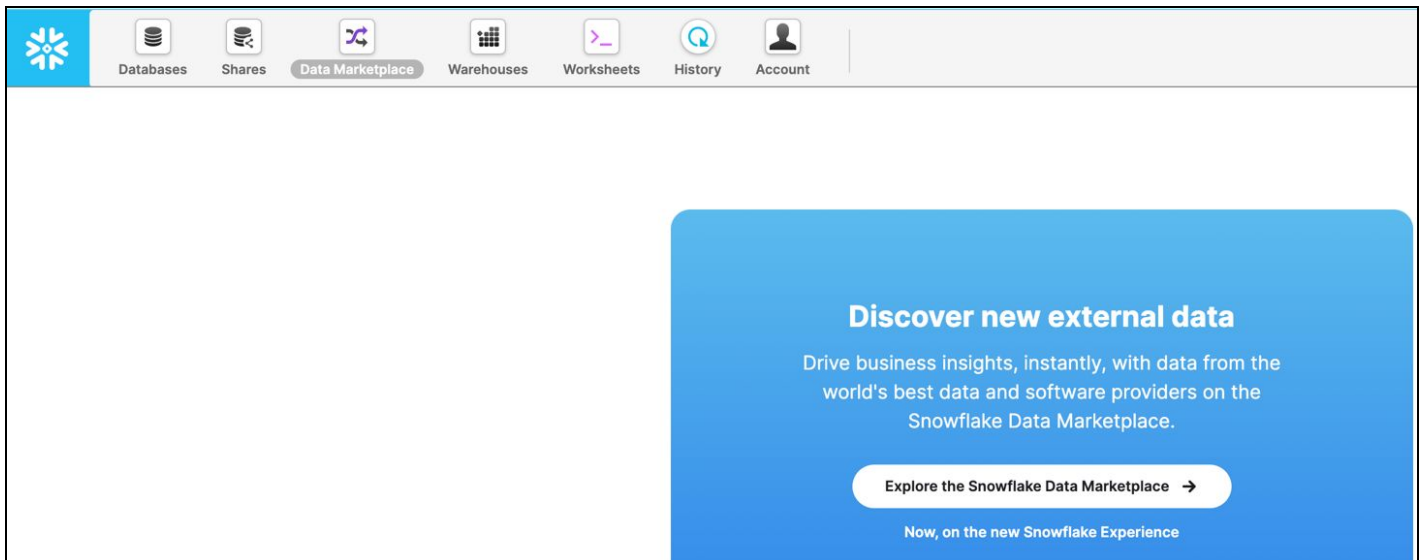 Databases Shares Data Marketplace Warehouses Worksheets History Account
Discover new external data
Drive business insights, instantly, with data from the
world's best data and software providers on the
Snowflake Data Marketplace.
Explore the Snowflake Data Marketplace →
Now, on the new Snowflake Experience